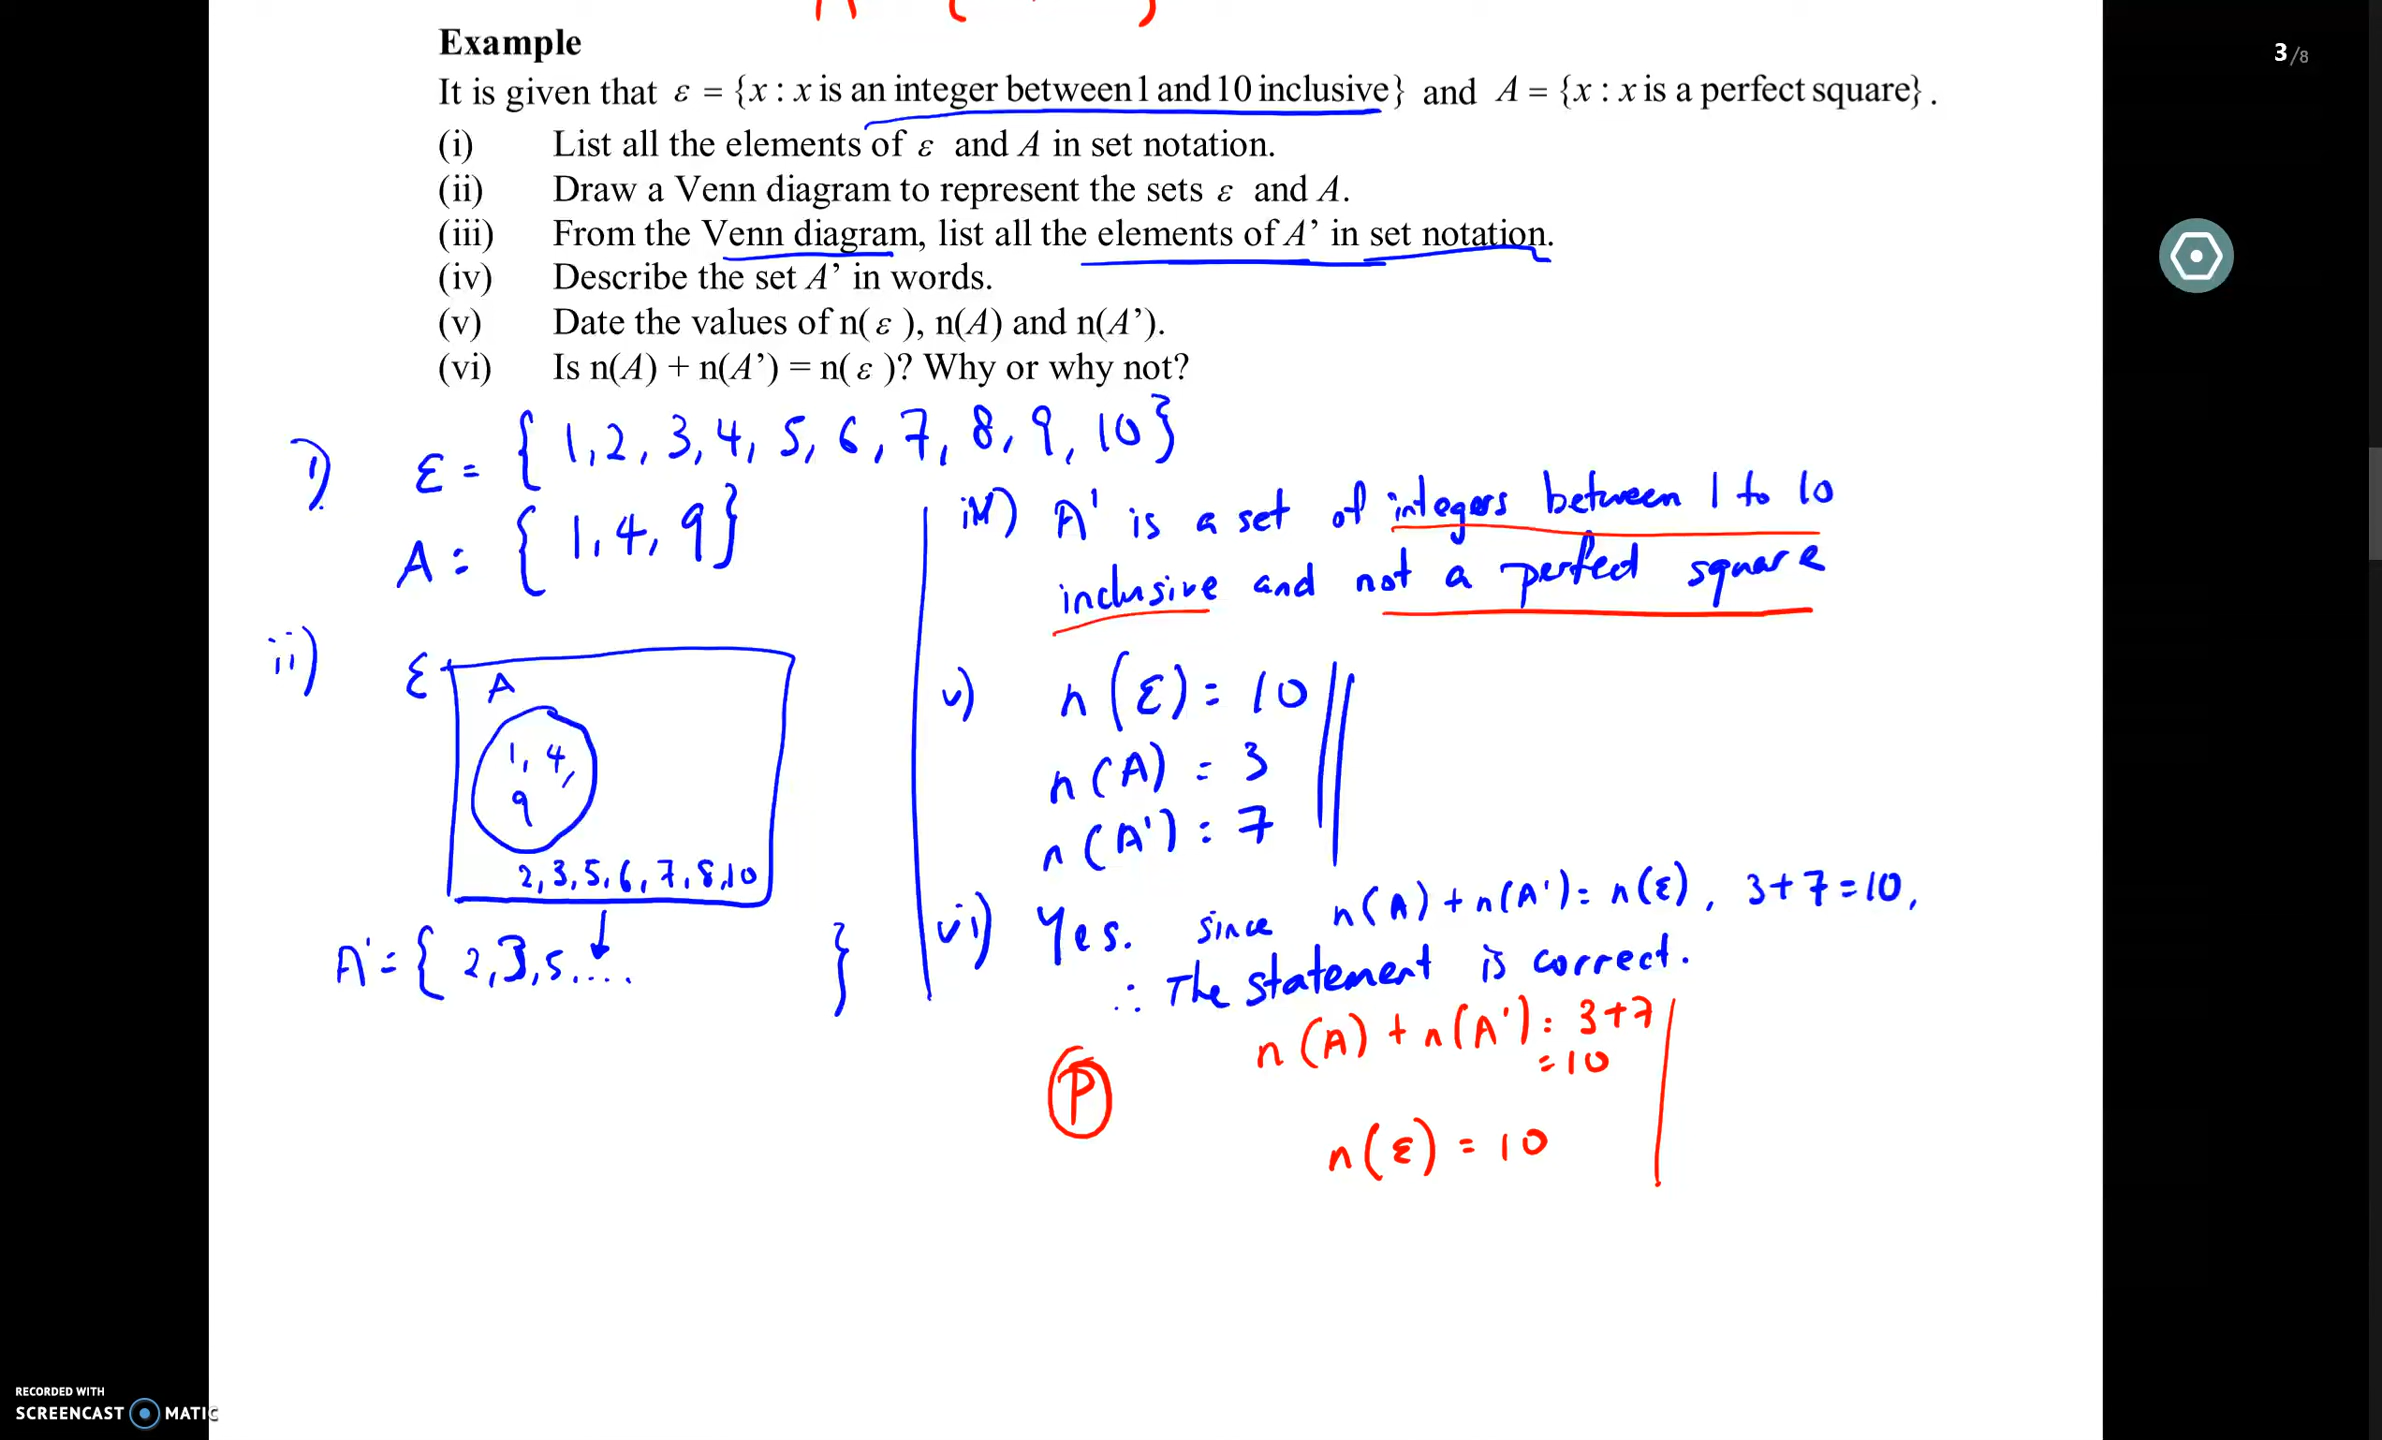 3/8
Example
It is given that ε = {x : x is an integer between 1 and 10 inclusive} and A = {x : x is a perfect square}.
(i) List all the elements of ε and A in set notation.
(ii) Draw a Venn diagram to represent the sets ε and A.
(iii) From the Venn diagram, list all the elements of A’ in set notation.
(iv) Describe the set A’ in words.
(v) Date the values of n( ε ), n(A) and n(A’).
(vi) Is n(A) + n(A’) = n( ε )? Why or why not?
i) ε = { 1, 2, 3, 4, 5, 6, 7, 8, 9, 10 }
A = { 1, 4, 9 }
ii) ε
A
1, 4,
9
2, 3, 5, 6, 7, 8, 10
A' = { 2, 3, 5 .... }
iv) A' is a set of integers between 1 to 10
inclusive and not a perfect square
v) n(ε) = 10
n(A) = 3
n(A') = 7
vi) Yes. since n(A) + n(A') = n(ε), 3+7=10,
∴ The statement is correct.
n(A) + n(A') = 3+7
= 10
P
n(ε) = 10
RECORDED WITH
SCREENCAST MATIC